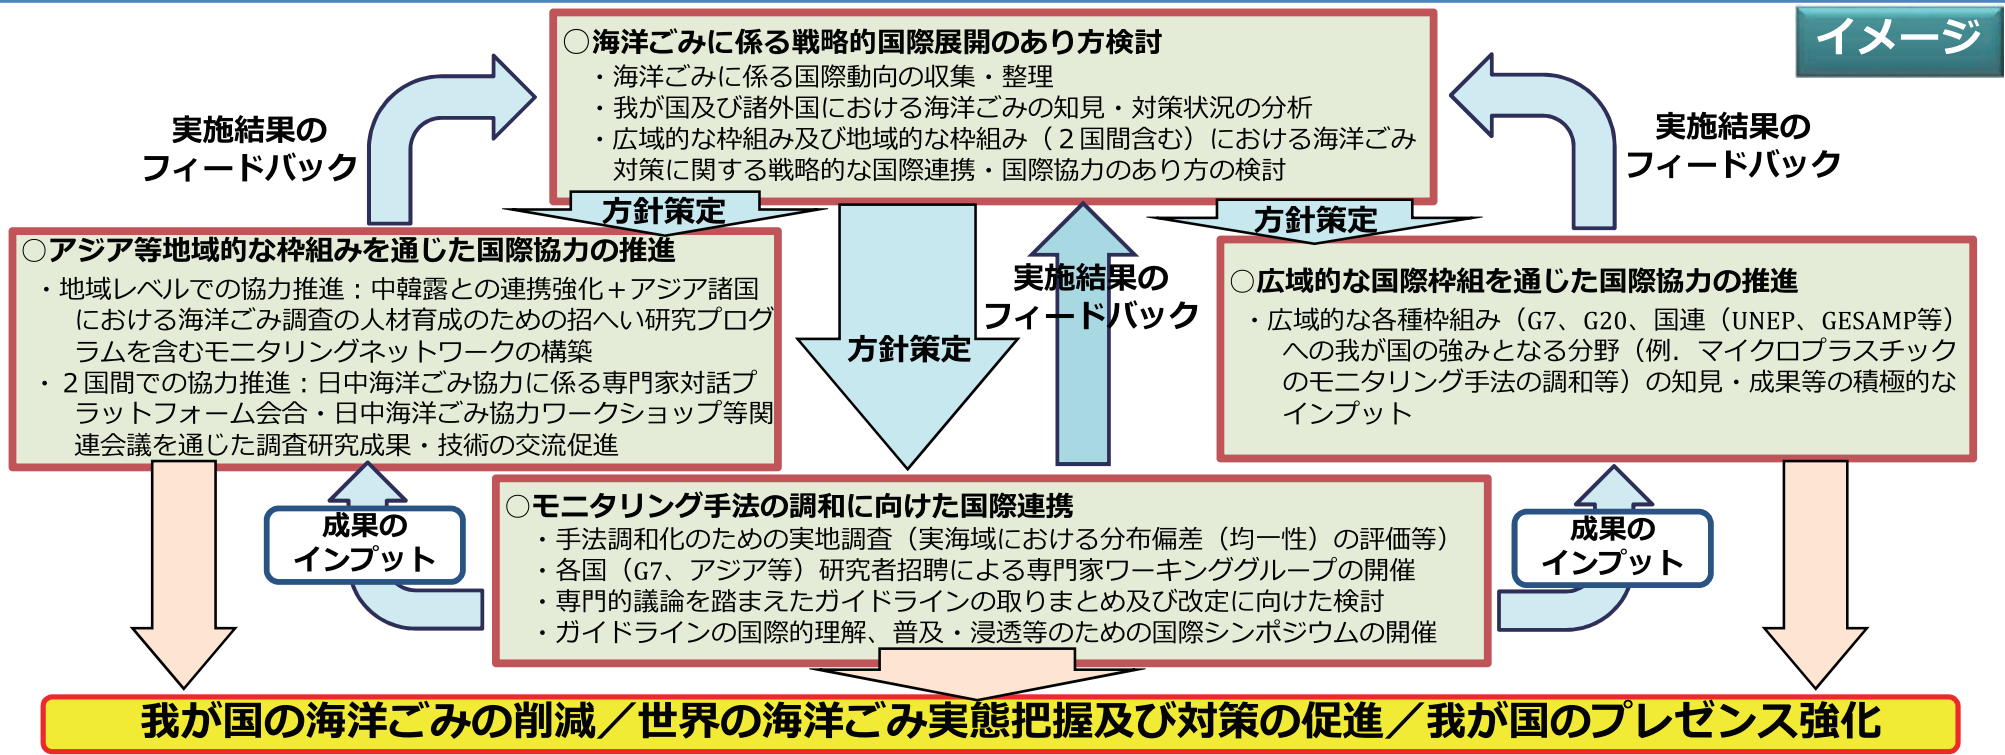 イメージ
○海洋ごみに係る戦略的国際展開のあり方検討
・海洋ごみに係る国際動向の収集・整理
・我が国及び諸外国における海洋ごみの知見・対策状況の分析
・広域的な枠組み及び地域的な枠組み（２国間含む）における海洋ごみ
対策に関する戦略的な国際連携・国際協力のあり方の検討
実施結果の
フィードバック
実施結果の
フィードバック
方針策定
方針策定
○アジア等地域的な枠組みを通じた国際協力の推進
・地域レベルでの協力推進：中韓露との連携強化＋アジア諸国
における海洋ごみ調査の人材育成のための招へい研究プログ
ラムを含むモニタリングネットワークの構築
・２国間での協力推進：日中海洋ごみ協力に係る専門家対話プ
ラットフォーム会合・日中海洋ごみ協力ワークショップ等関
連会議を通じた調査研究成果・技術の交流促進
方針策定
実施結果の
フィードバック
○広域的な国際枠組を通じた国際協力の推進
・広域的な各種枠組み（G7、G20、国連（UNEP、GESAMP等）
への我が国の強みとなる分野（例．マイクロプラスチック
のモニタリング手法の調和等）の知見・成果等の積極的な
インプット
成果の
インプット
○モニタリング手法の調和に向けた国際連携
・手法調和化のための実地調査（実海域における分布偏差（均一性）の評価等）
・各国（G7、アジア等）研究者招聘による専門家ワーキンググループの開催
・専門的議論を踏まえたガイドラインの取りまとめ及び改定に向けた検討
・ガイドラインの国際的理解、普及・浸透等のための国際シンポジウムの開催
成果の
インプット
我が国の海洋ごみの削減／世界の海洋ごみ実態把握及び対策の促進／我が国のプレゼンス強化